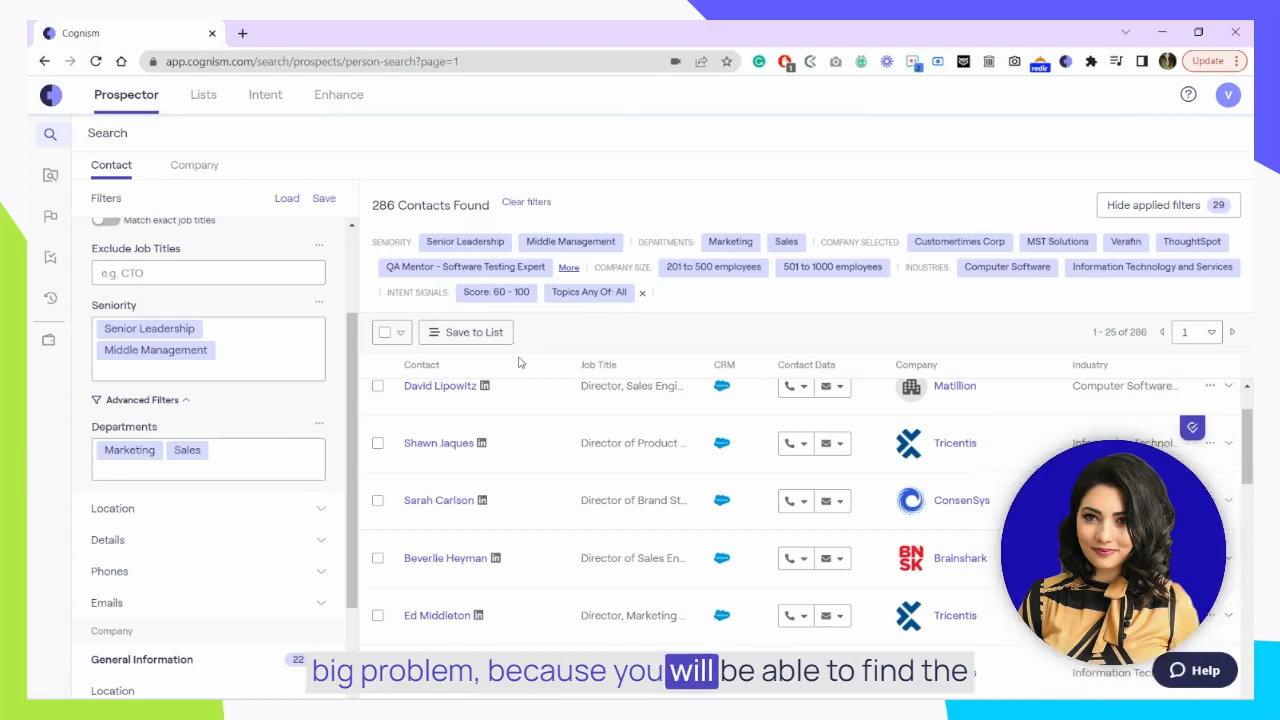 Cognism
app.cognism.com/search/prospects/person-search?page=1
1
2
redir
Update
Prospector Lists Intent Enhance
V
Search
Contact Company
Filters Load Save
Match exact job titles
Exclude Job Titles
e.g. CTO
Seniority
Senior Leadership
Middle Management
Advanced Filters
Departments
Marketing Sales
Location
Details
Phones
Emails
Company
General Information 22
Location
286 Contacts Found Clear filters
Hide applied filters 29
SENIORITY Senior Leadership Middle Management DEPARTMENTS: Marketing Sales COMPANY SELECTED: Customertimes Corp MST Solutions Verafin ThoughtSpot
QA Mentor - Software Testing Expert More COMPANY SIZE: 201 to 500 employees 501 to 1000 employees INDUSTRIES: Computer Software Information Technology and Services
INTENT SIGNALS: Score: 60 - 100 Topics Any Of: All
Save to List
1 - 25 of 286 1
Contact Job Title CRM Contact Data Company Industry
David Lipowitz Director, Sales Engi... Matillion Computer Software...
Shawn Jaques Director of Product ... Tricentis Information Technol...
Sarah Carlson Director of Brand St... ConsenSys
Beverlie Heyman Director of Sales En... BN SK Brainshark
Ed Middleton Director, Marketing ... Tricentis
Information Tec
Help
big problem, because you will be able to find the